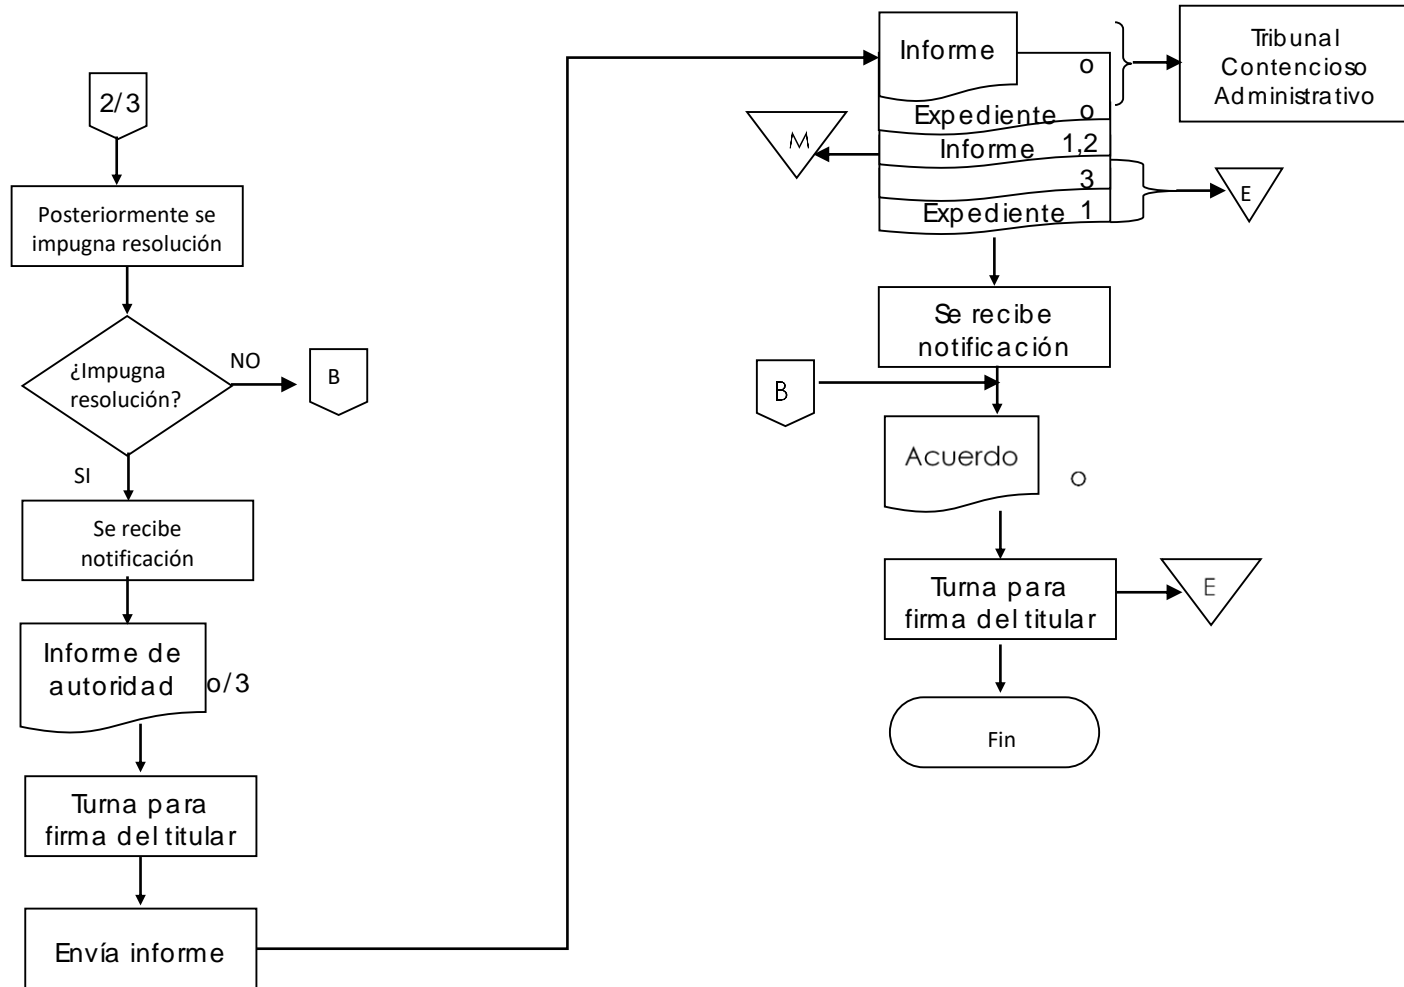 2/3
Posteriormente se
impugna resolución
¿Impugna
resolución?
NO
B
SI
Se recibe
notificación
Informe de
autoridad
o/3
Turna para
firma del titular
Envía informe
Informe
o
Expediente o
Informe 1,2
3
Expediente 1
Tribunal
Contencioso
Administrativo
M
E
Se recibe
notificación
B
Acuerdo
o
Turna para
firma del titular
E
Fin